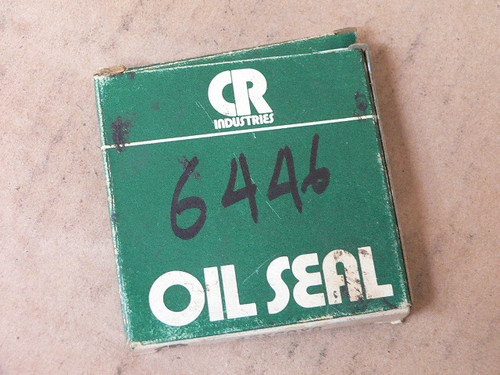 CR
INDUSTRIES
6446
OIL SEAL